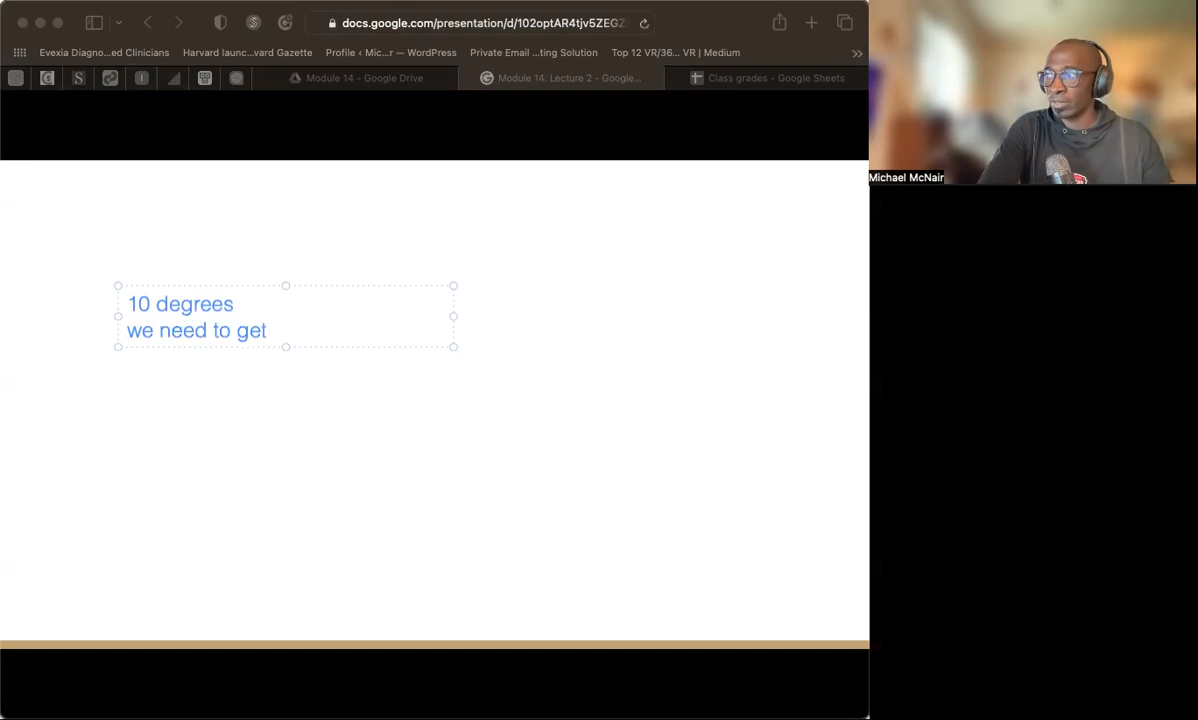 docs.google.com/presentation/d/102optAR4tjv5ZEGZ
Evexia Diagno...ed Clinicians
Harvard launc...vard Gazette
Profile ‹ Mic...r — WordPress
Private Email ...ting Solution
Top 12 VR/36... VR | Medium
Module 14 - Google Drive
Module 14: Lecture 2 - Google...
Class grades - Google Sheets
Michael McNair
10 degrees
we need to get